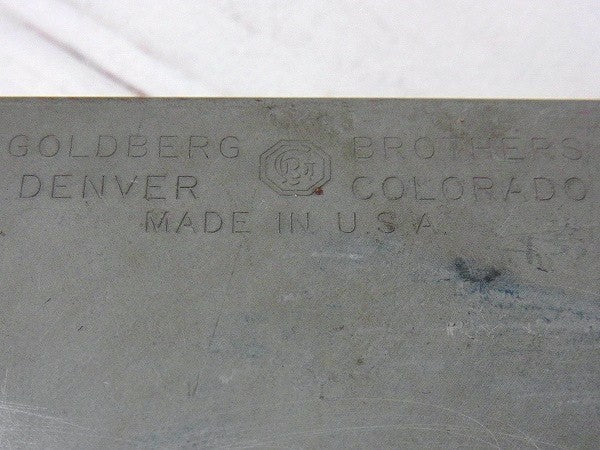 GOLDBERG BROTHERS
DENVER COLORADO
MADE IN U.S.A.